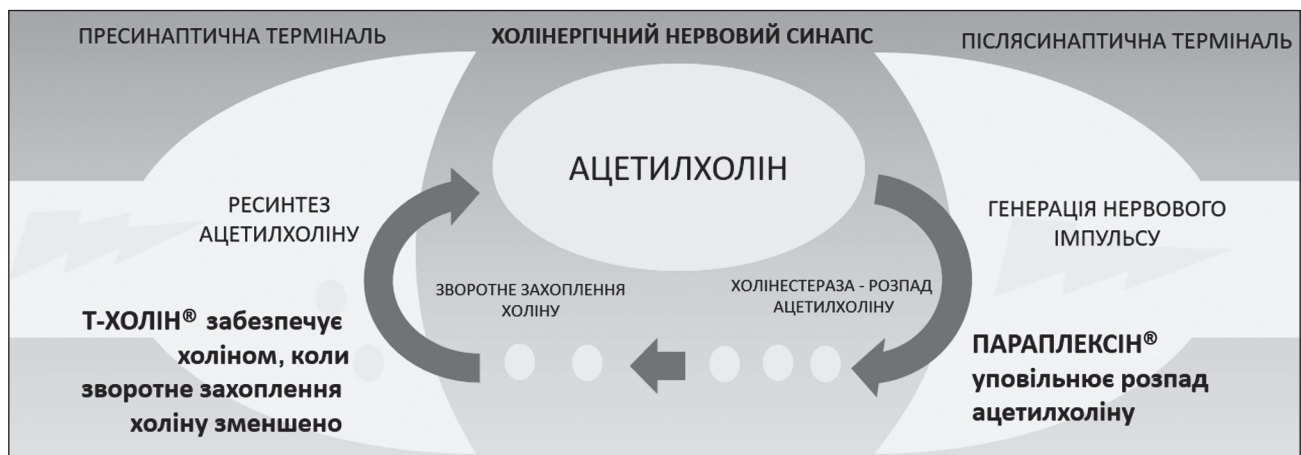 ПРЕСИНАПТИЧНА ТЕРМІНАЛЬ
ХОЛІНЕРГІЧНИЙ НЕРВОВИЙ СИНАПС
ПІСЛЯСИНАПТИЧНА ТЕРМІНАЛЬ
АЦЕТИЛХОЛІН
РЕСИНТЕЗ
АЦЕТИЛХОЛІНУ
ГЕНЕРАЦІЯ НЕРВОВОГО
ІМПУЛЬСУ
ЗВОРОТНЕ ЗАХОПЛЕННЯ
ХОЛІНУ
ХОЛІНЕСТЕРАЗА - РОЗПАД
АЦЕТИЛХОЛІНУ
Т-ХОЛІН® забезпечує
холіном, коли
зворотне захоплення
холіну зменшено
ПАРАПЛЕКСІН®
уповільнює розпад
ацетилхоліну